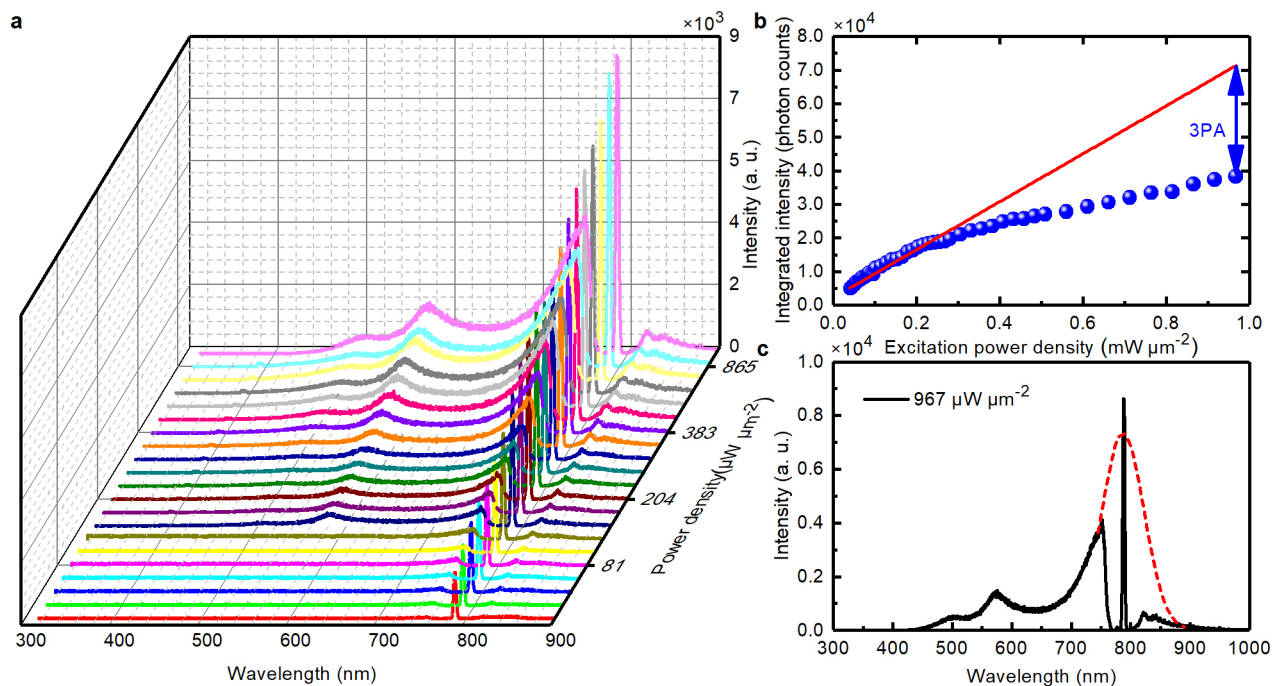 a
×10³
9
7
6
4
2
0
Intensity (a. u.)
865
383
204
81
Power density(µW µm⁻²)
300 400 500 600 700 800 900
Wavelength (nm)
b
×10⁴
8.0
7.0
6.0
5.0
4.0
3.0
2.0
1.0
0.0
Integrated intensity (photon counts)
3PA
0.0 0.2 0.4 0.6 0.8 1.0
Excitation power density (mW µm⁻²)
c
×10⁴
1.0
0.8
0.6
0.4
0.2
0.0
Intensity (a. u.)
967 µW µm⁻²
300 400 500 600 700 800 900 1000
Wavelength (nm)